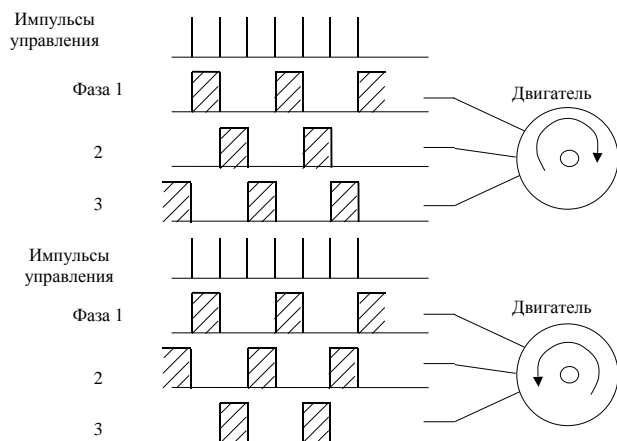 Импульсы
управления
Фаза 1
Двигатель
2
3
Импульсы
управления
Фаза 1
Двигатель
2
3